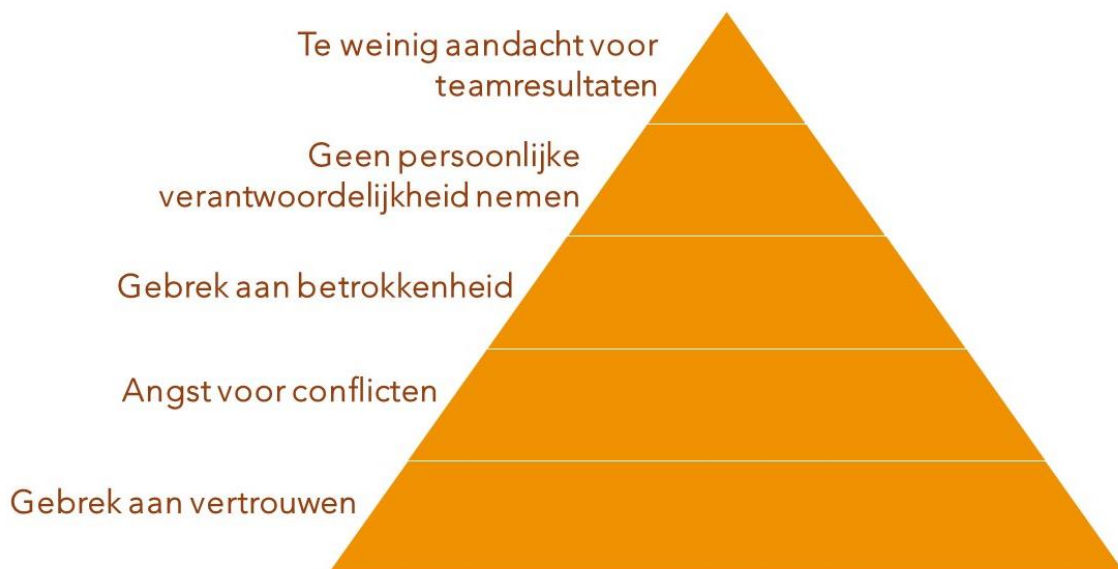 Te weinig aandacht voor
teamresultaten
Geen persoonlijke
verantwoordelijkheid nemen
Gebrek aan betrokkenheid
Angst voor conflicten
Gebrek aan vertrouwen